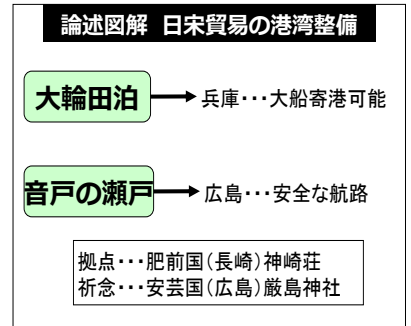 論述図解 日宋貿易の港湾整備
大輪田泊 → 兵庫・・・大船寄港可能
音戸の瀬戸 → 広島・・・安全な航路
拠点・・・肥前国（長崎）神崎荘
祈念・・・安芸国（広島）厳島神社